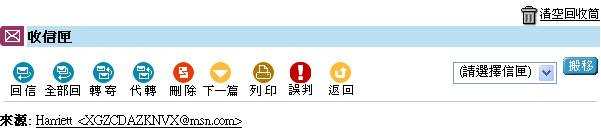 清空回收筒
收信匣
回信 全部回 轉寄 代轉 刪除 下一篇 列印 誤判 返回 (請選擇信匣) 搬移
來源: Harriett <XGZCDAZKNVX@msn.com>